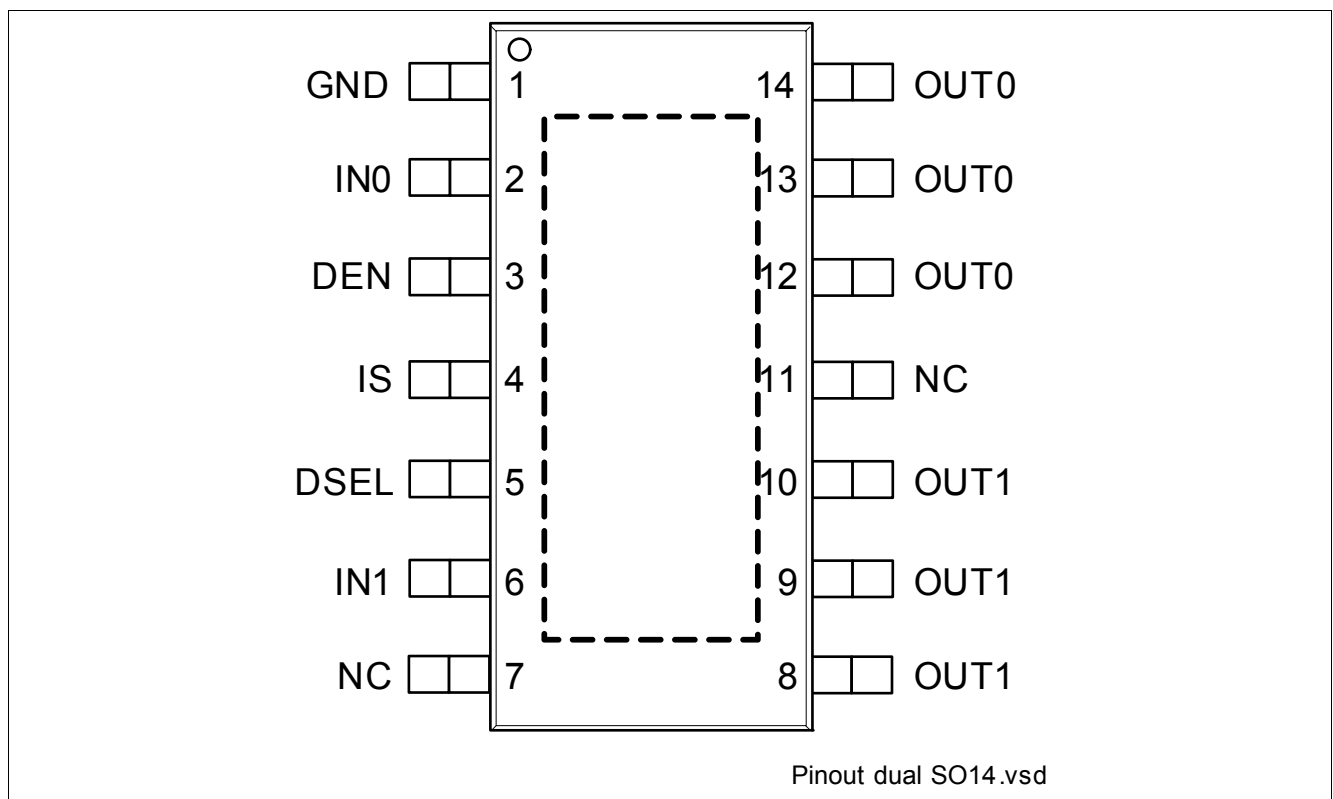 GND 1 14 OUT0
IN0 2 13 OUT0
DEN 3 12 OUT0
IS 4 11 NC
DSEL 5 10 OUT1
IN1 6 9 OUT1
NC 7 8 OUT1
Pinout dual SO14.vsd